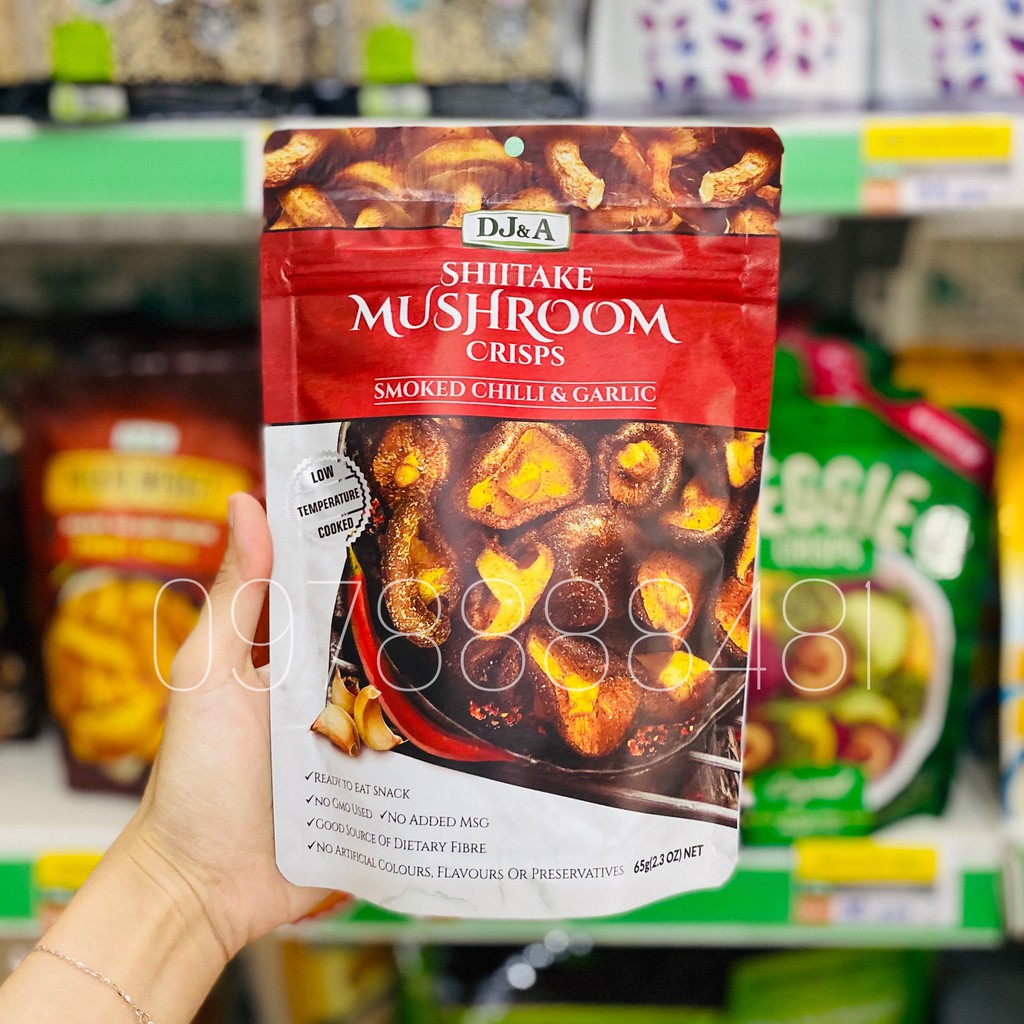 DJ&A
SHIITAKE
MUSHROOM
CRISPS
SMOKED CHILLI & GARLIC
LOW
TEMPERATURE
COOKED
EGGIE
0978888481
✓READY TO EAT SNACK
✓NO GMO USED ✓NO ADDED MSG
✓GOOD SOURCE OF DIETARY FIBRE
✓NO ARTIFICIAL COLOURS, FLAVOURS OR PRESERVATIVES 65g(2.3 OZ) NET